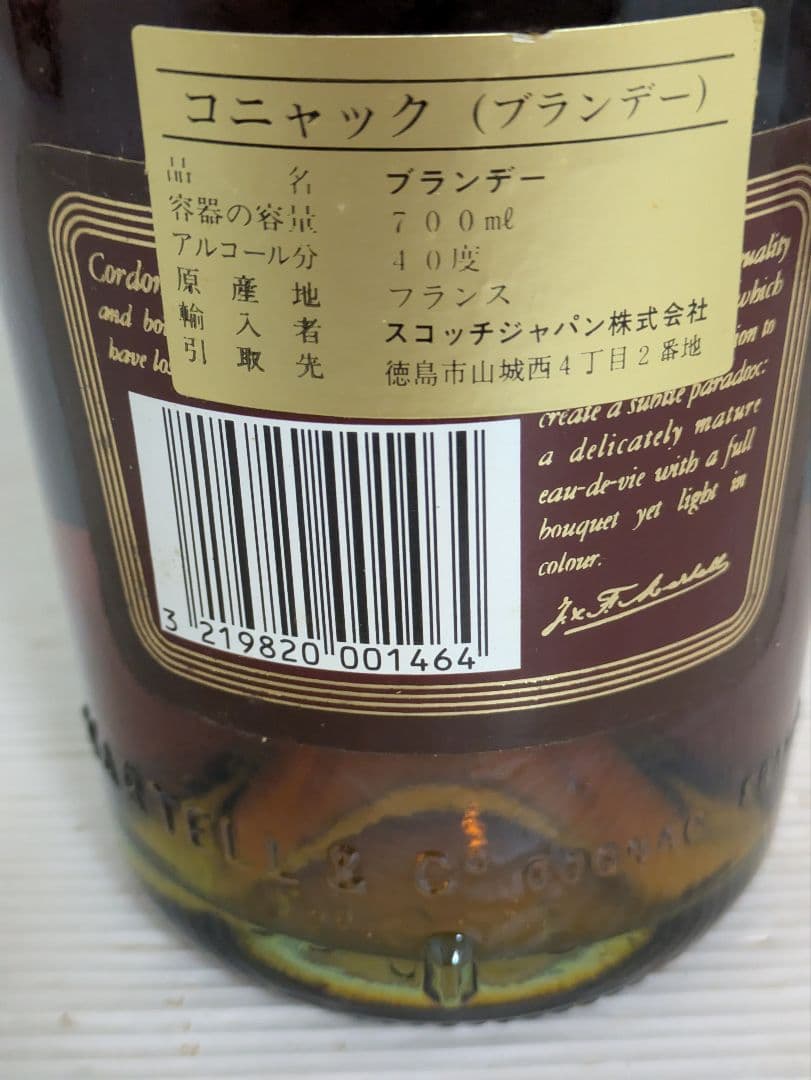 コニャック（ブランデー）
品名 ブランデー
容器の容量 700mℓ
アルコール分 40度
原産地 フランス
輸入者 スコッチジャパン株式会社
引取先 徳島市山城西4丁目2番地
Cordon
and
have
which
to
create a subtle paradox:
a delicately mature
eau-de-vie with a full
bouquet yet light in
colour.
J. & F. Martell
3 219820 001464
MARTELL & Co COGNAC